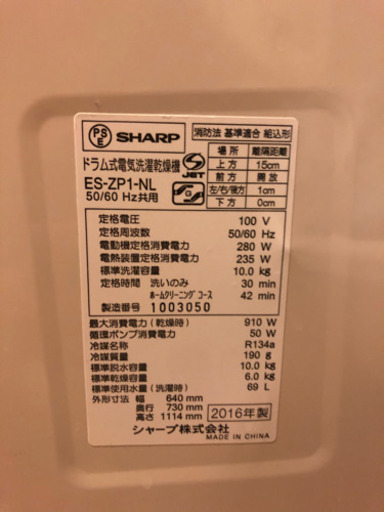 PS E SHARP
ドラム式電気洗濯乾燥機
ES-ZP1-NL
50/60 Hz共用
JET
消防法 基準適合 組込形
場所 離隔距離
上方 15cm
前方 開放
左/右/後方 1cm
下方 0cm
定格電圧 100 V
定格周波数 50/60 Hz
電動機定格消費電力 280 W
電熱装置定格消費電力 235 W
標準洗濯容量 10.0 kg
定格時間 洗いのみ 30 min
ホームクリーニング コース 42 min
製造番号 1003050
最大消費電力(乾燥時) 910 W
循環ポンプ消費電力 50 W
冷媒名称 R134a
冷媒質量 190 g
標準脱水容量 10.0 kg
標準乾燥容量 6.0 kg
標準使用水量(洗濯時) 69 L
外形寸法 幅 640 mm
奥行 730 mm
高さ 1114 mm
2016年製
シャープ株式会社
MADE IN CHINA